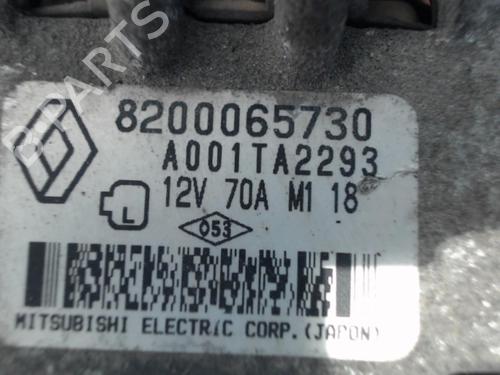 8200065730
A001TA2293
12V 70A M1 18
L
053
MITSUBISHI ELECTRIC CORP.(JAPON)
B-PARTS